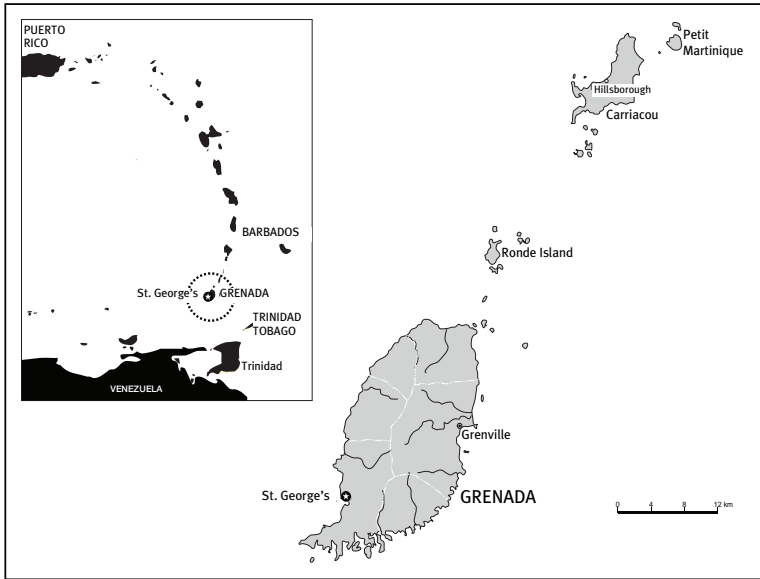 PUERTO
RICO
BARBADOS
St. George's
GRENADA
TRINIDAD
TOBAGO
Trinidad
VENEZUELA
Petit
Martinique
Hillsborough
Carriacou
Ronde Island
Grenville
St. George's
GRENADA
0 4 8 12 km